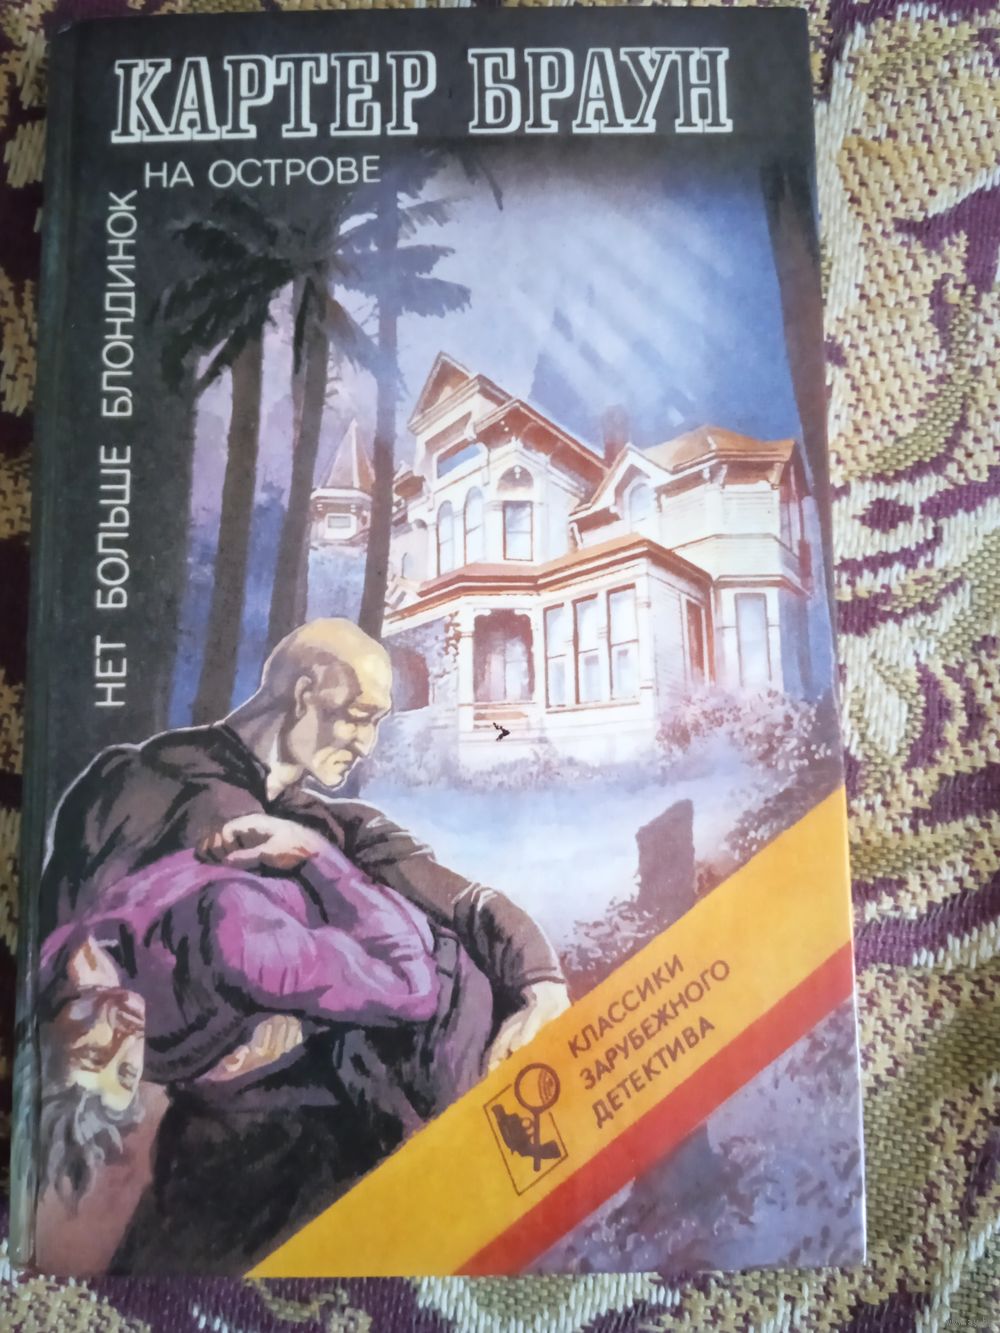 КАРТЕР БРАУН
НЕТ БОЛЬШЕ БЛОНДИНОК
НА ОСТРОВЕ
КЛАССИКИ
ЗАРУБЕЖНОГО
ДЕТЕКТИВА